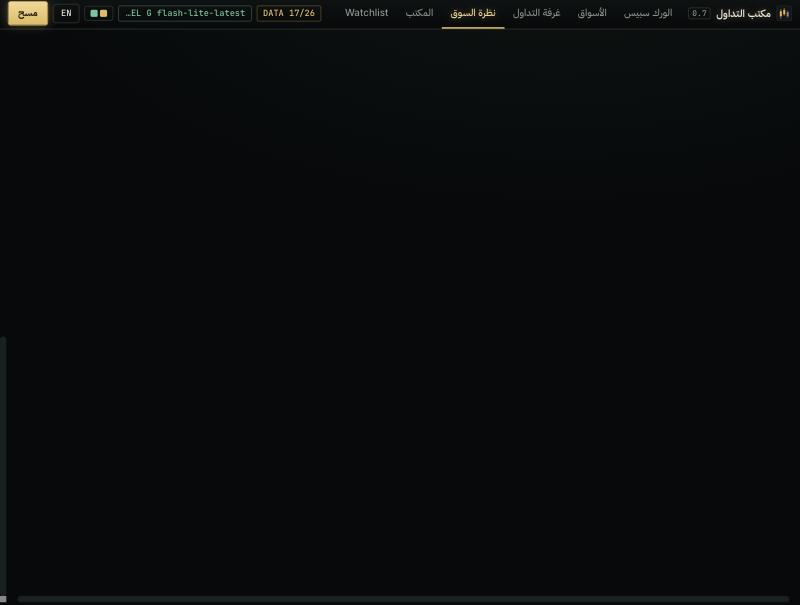 مكتب التداول 0.7 الورك سبيس الأسواق غرفة التداول نظرة السوق المكتب Watchlist DATA 17/26 …EL G flash-lite-latest EN مسح